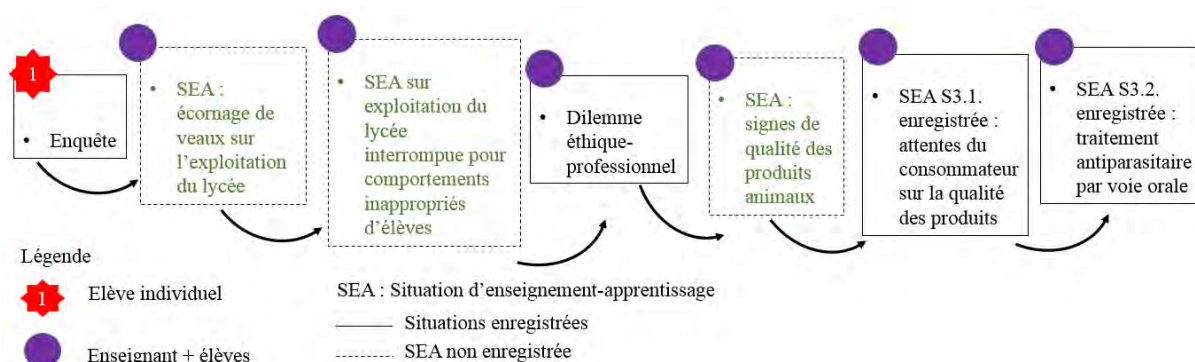 1
• Enquête
• SEA :
écornage de
veaux sur
l’exploitation
du lycée
• SEA sur
exploitation du
lycée
interrompue pour
comportements
inappropriés
d’élèves
• Dilemme
éthique-
professionnel
• SEA :
signes de
qualité des
produits
animaux
• SEA S3.1.
enregistrée :
attentes du
consommateur
sur la qualité
des produits
• SEA S3.2.
enregistrée :
traitement
antiparasitaire
par voie orale
Légende
1 Elève individuel
Enseignant + élèves
SEA : Situation d’enseignement-apprentissage
Situations enregistrées
SEA non enregistrée